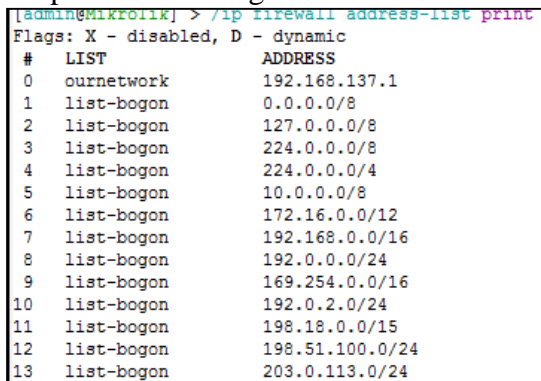 [admin@Mikrolik] > /ip firewall address-list print
Flags: X - disabled, D - dynamic
# LIST ADDRESS
0 ournetwork 192.168.137.1
1 list-bogon 0.0.0.0/8
2 list-bogon 127.0.0.0/8
3 list-bogon 224.0.0.0/8
4 list-bogon 224.0.0.0/4
5 list-bogon 10.0.0.0/8
6 list-bogon 172.16.0.0/12
7 list-bogon 192.168.0.0/16
8 list-bogon 192.0.0.0/24
9 list-bogon 169.254.0.0/16
10 list-bogon 192.0.2.0/24
11 list-bogon 198.18.0.0/15
12 list-bogon 198.51.100.0/24
13 list-bogon 203.0.113.0/24